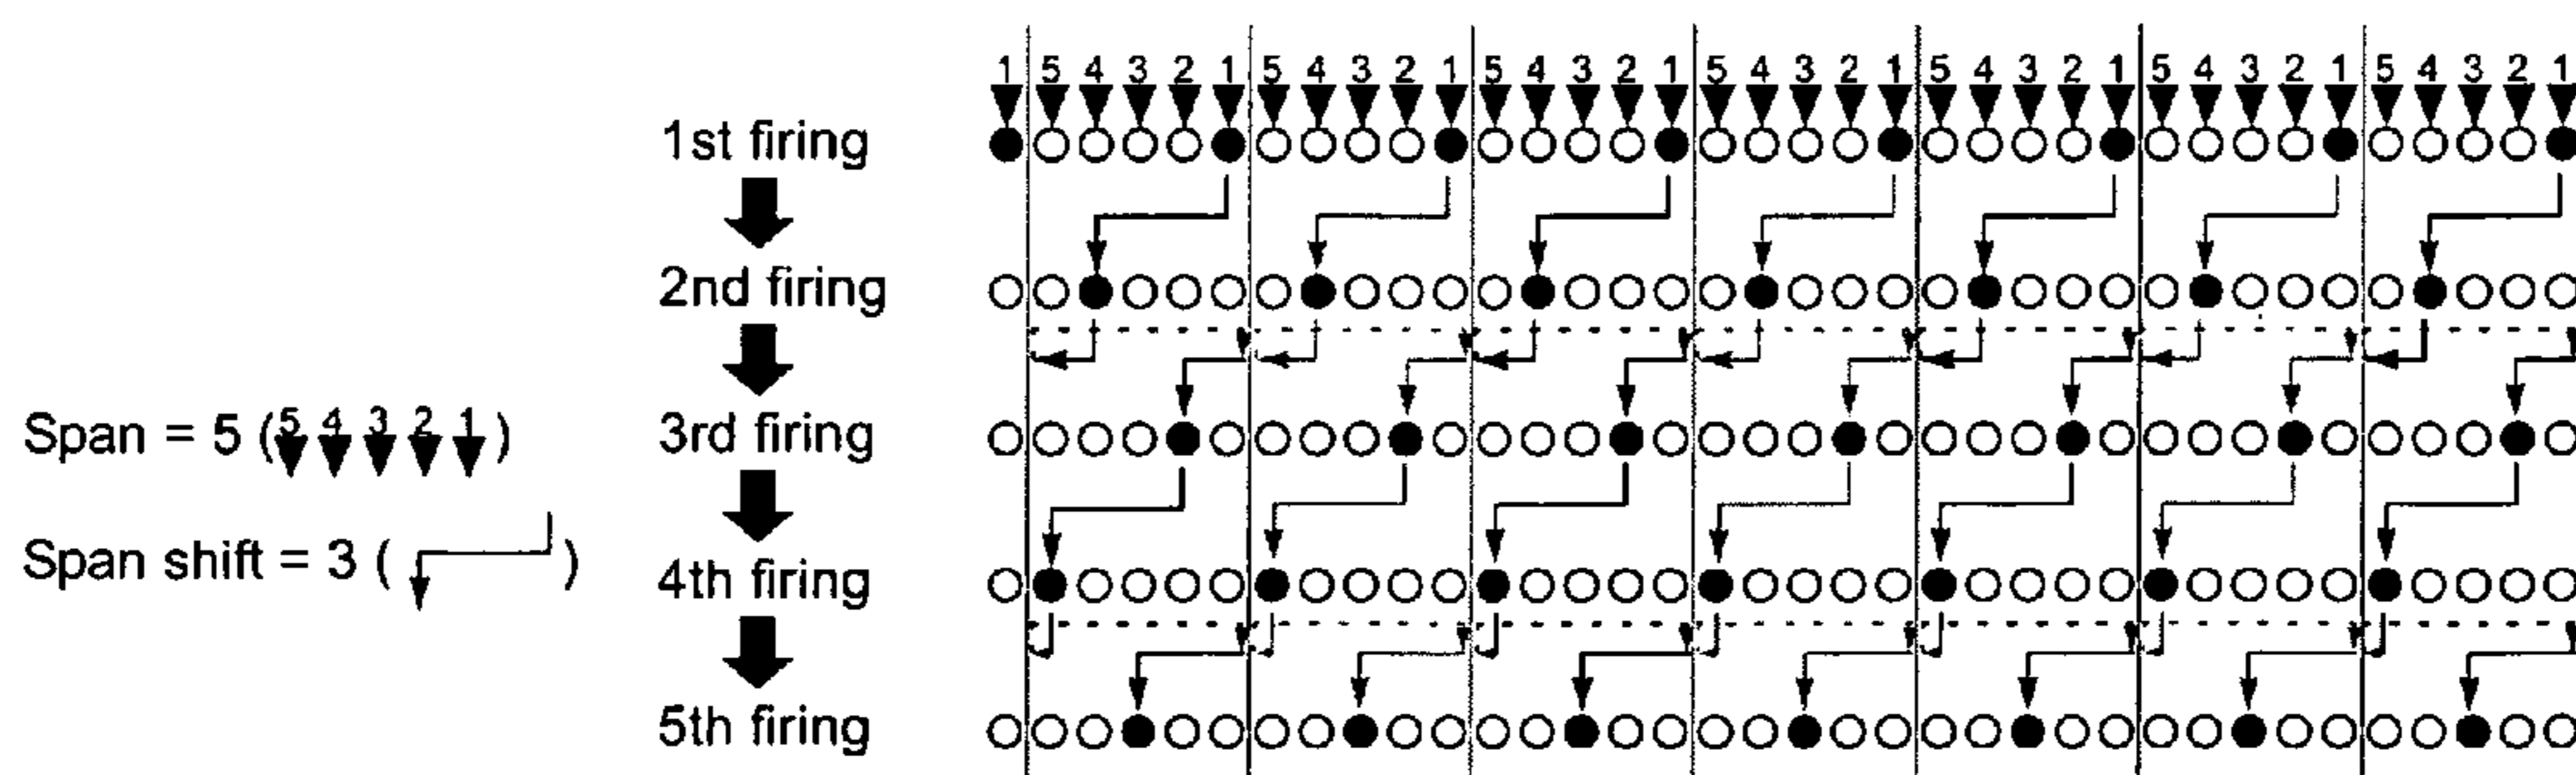 1 5 4 3 2 1 5 4 3 2 1 5 4 3 2 1 5 4 3 2 1 5 4 3 2 1 5 4 3 2 1 5 4 3 2 1
1st firing
2nd firing
3rd firing
4th firing
5th firing
Span = 5 (5 4 3 2 1)
Span shift = 3 ( )